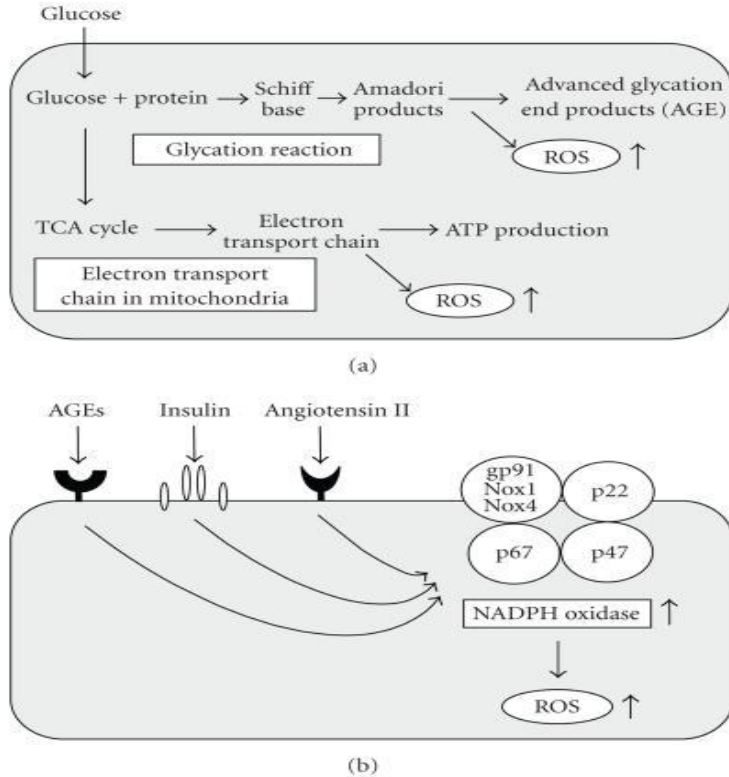 Glucose
Glucose + protein → Schiff base → Amadori products → Advanced glycation end products (AGE)
Glycation reaction
ROS ↑
TCA cycle → Electron transport chain → ATP production
Electron transport
chain in mitochondria
ROS ↑
(a)
AGEs Insulin Angiotensin II
gp91
Nox1
Nox4
p22
p67 p47
NADPH oxidase ↑
ROS ↑
(b)